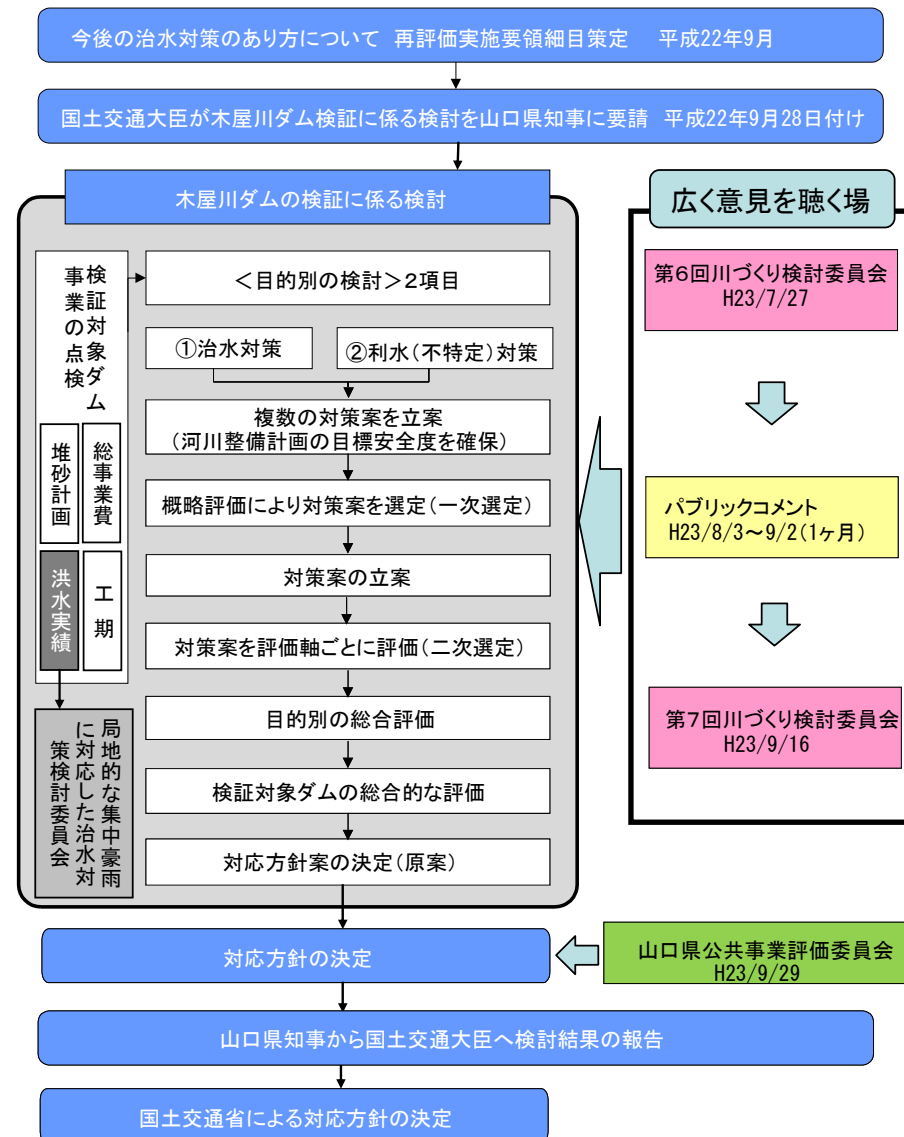 今後の治水対策のあり方について 再評価実施要領細目策定 平成22年9月
国土交通大臣が木屋川ダム検証に係る検討を山口県知事に要請 平成22年9月28日付け
木屋川ダムの検証に係る検討
検証対象ダム
事業の点検
総事業費
堆砂計画
工期
洪水実績
局地的な集中豪雨
に対応した治水対
策検討委員会
<目的別の検討>2項目
①治水対策
②利水(不特定)対策
複数の対策案を立案
(河川整備計画の目標安全度を確保)
概略評価により対策案を選定(一次選定)
対策案の立案
対策案を評価軸ごとに評価(二次選定)
目的別の総合評価
検証対象ダムの総合的な評価
対応方針案の決定(原案)
広く意見を聴く場
第6回川づくり検討委員会
H23/7/27
パブリックコメント
H23/8/3~9/2(1ヶ月)
第7回川づくり検討委員会
H23/9/16
対応方針の決定
山口県公共事業評価委員会
H23/9/29
山口県知事から国土交通大臣へ検討結果の報告
国土交通省による対応方針の決定